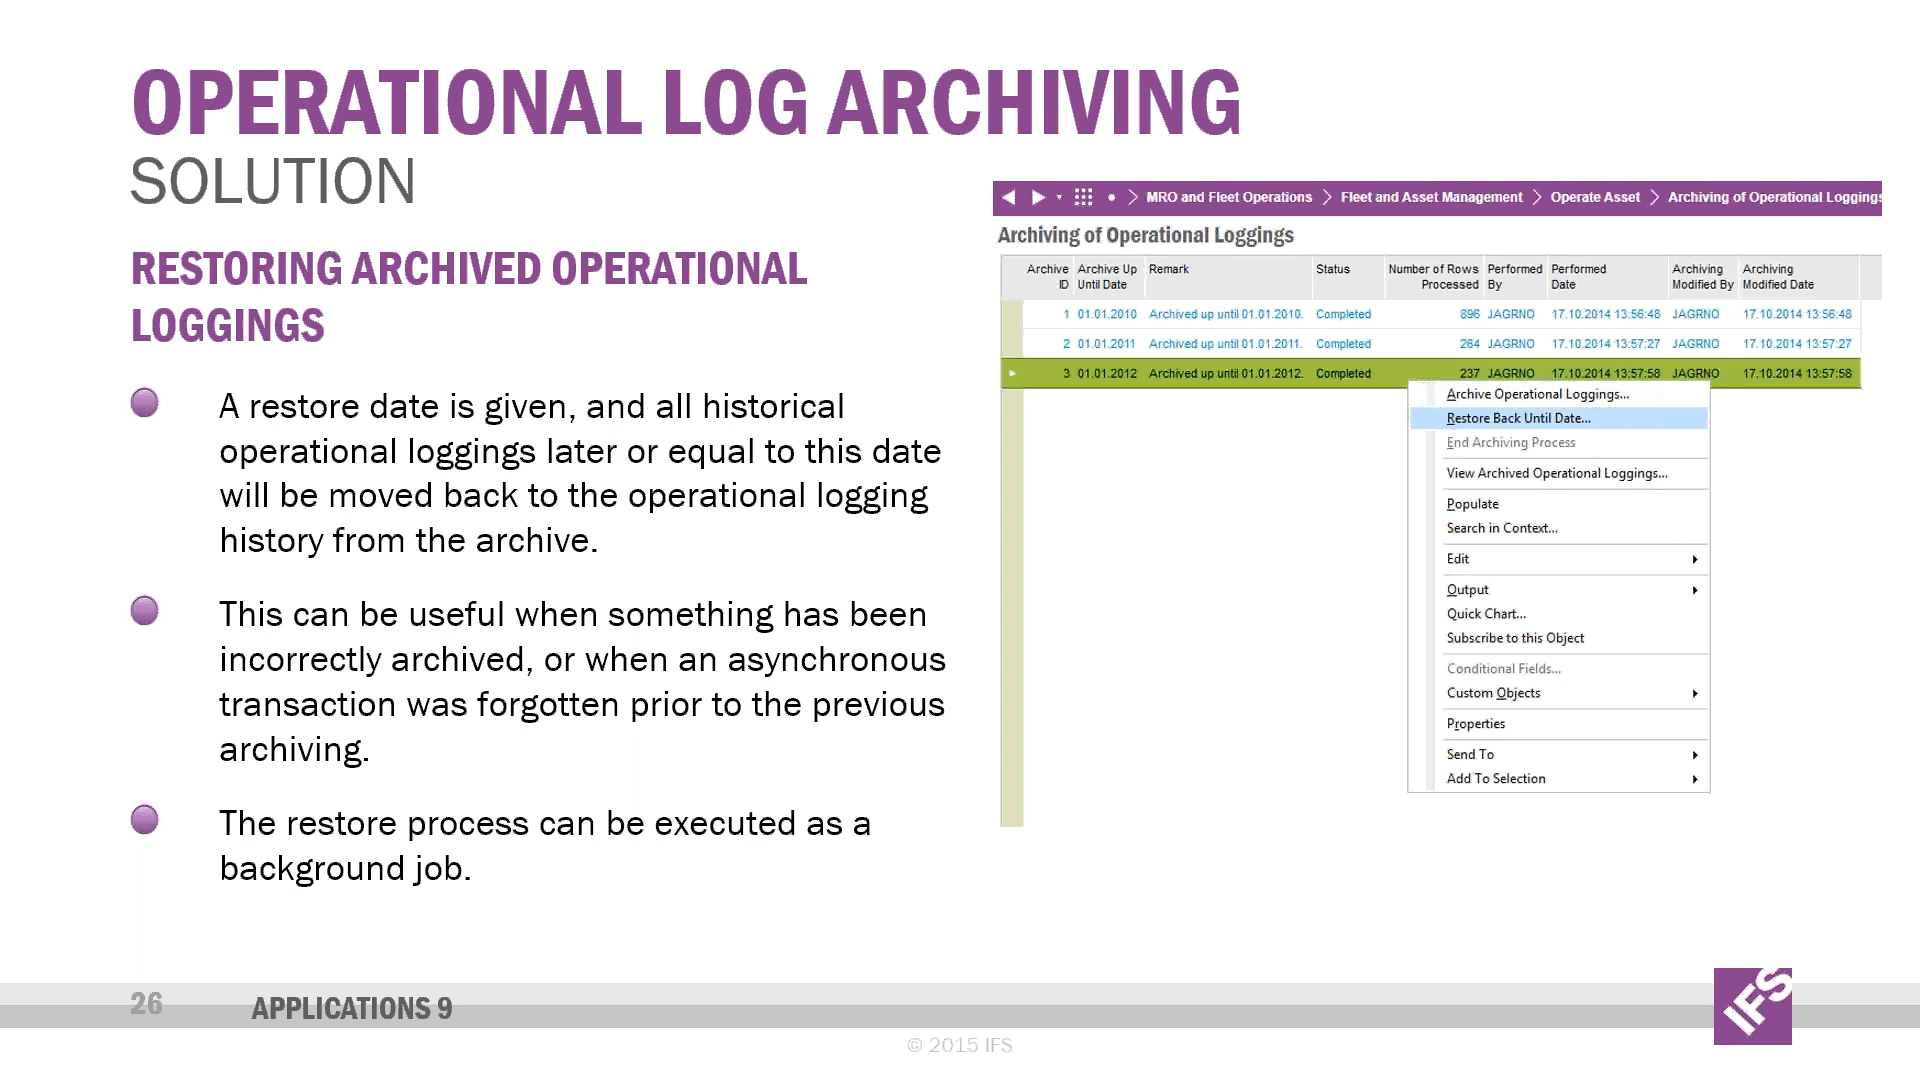 OPERATIONAL LOG ARCHIVING
SOLUTION
RESTORING ARCHIVED OPERATIONAL
LOGGINGS
A restore date is given, and all historical
operational loggings later or equal to this date
will be moved back to the operational logging
history from the archive.
This can be useful when something has been
incorrectly archived, or when an asynchronous
transaction was forgotten prior to the previous
archiving.
The restore process can be executed as a
background job.
MRO and Fleet Operations Fleet and Asset Management Operate Asset Archiving of Operational Loggings
Archiving of Operational Loggings
Archive Archive Up Remark Status Number of Rows Performed Performed Archiving Archiving
ID Until Date Processed By Date Modified By Modified Date
1 01.01.2010 Archived up until 01.01.2010. Completed 896 JAGRNO 17.10.2014 13:56:48 JAGRNO 17.10.2014 13:56:48
2 01.01.2011 Archived up until 01.01.2011. Completed 264 JAGRNO 17.10.2014 13:57:27 JAGRNO 17.10.2014 13:57:27
3 01.01.2012 Archived up until 01.01.2012. Completed 237 JAGRNO 17.10.2014 13:57:58 JAGRNO 17.10.2014 13:57:58
Archive Operational Loggings...
Restore Back Until Date...
End Archiving Process
View Archived Operational Loggings...
Populate
Search in Context...
Edit
Output
Quick Chart...
Subscribe to this Object
Conditional Fields...
Custom Objects
Properties
Send To
Add To Selection
26 APPLICATIONS 9
IFS
© 2015 IFS